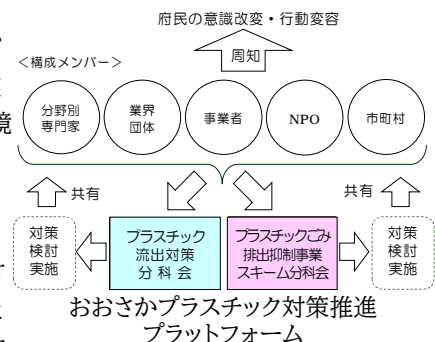 府民の意識改変・行動変容
周知
＜構成メンバー＞
分野別
専門家
業界
団体
事業者
NPO
市町村
境
共有
共有
対策
検討
実施
プラスチック
流出対策
分科会
プラスチックごみ
排出抑制事業
スキーム分科会
対策
検討
実施
おおさかプラスチック対策推進
プラットフォーム